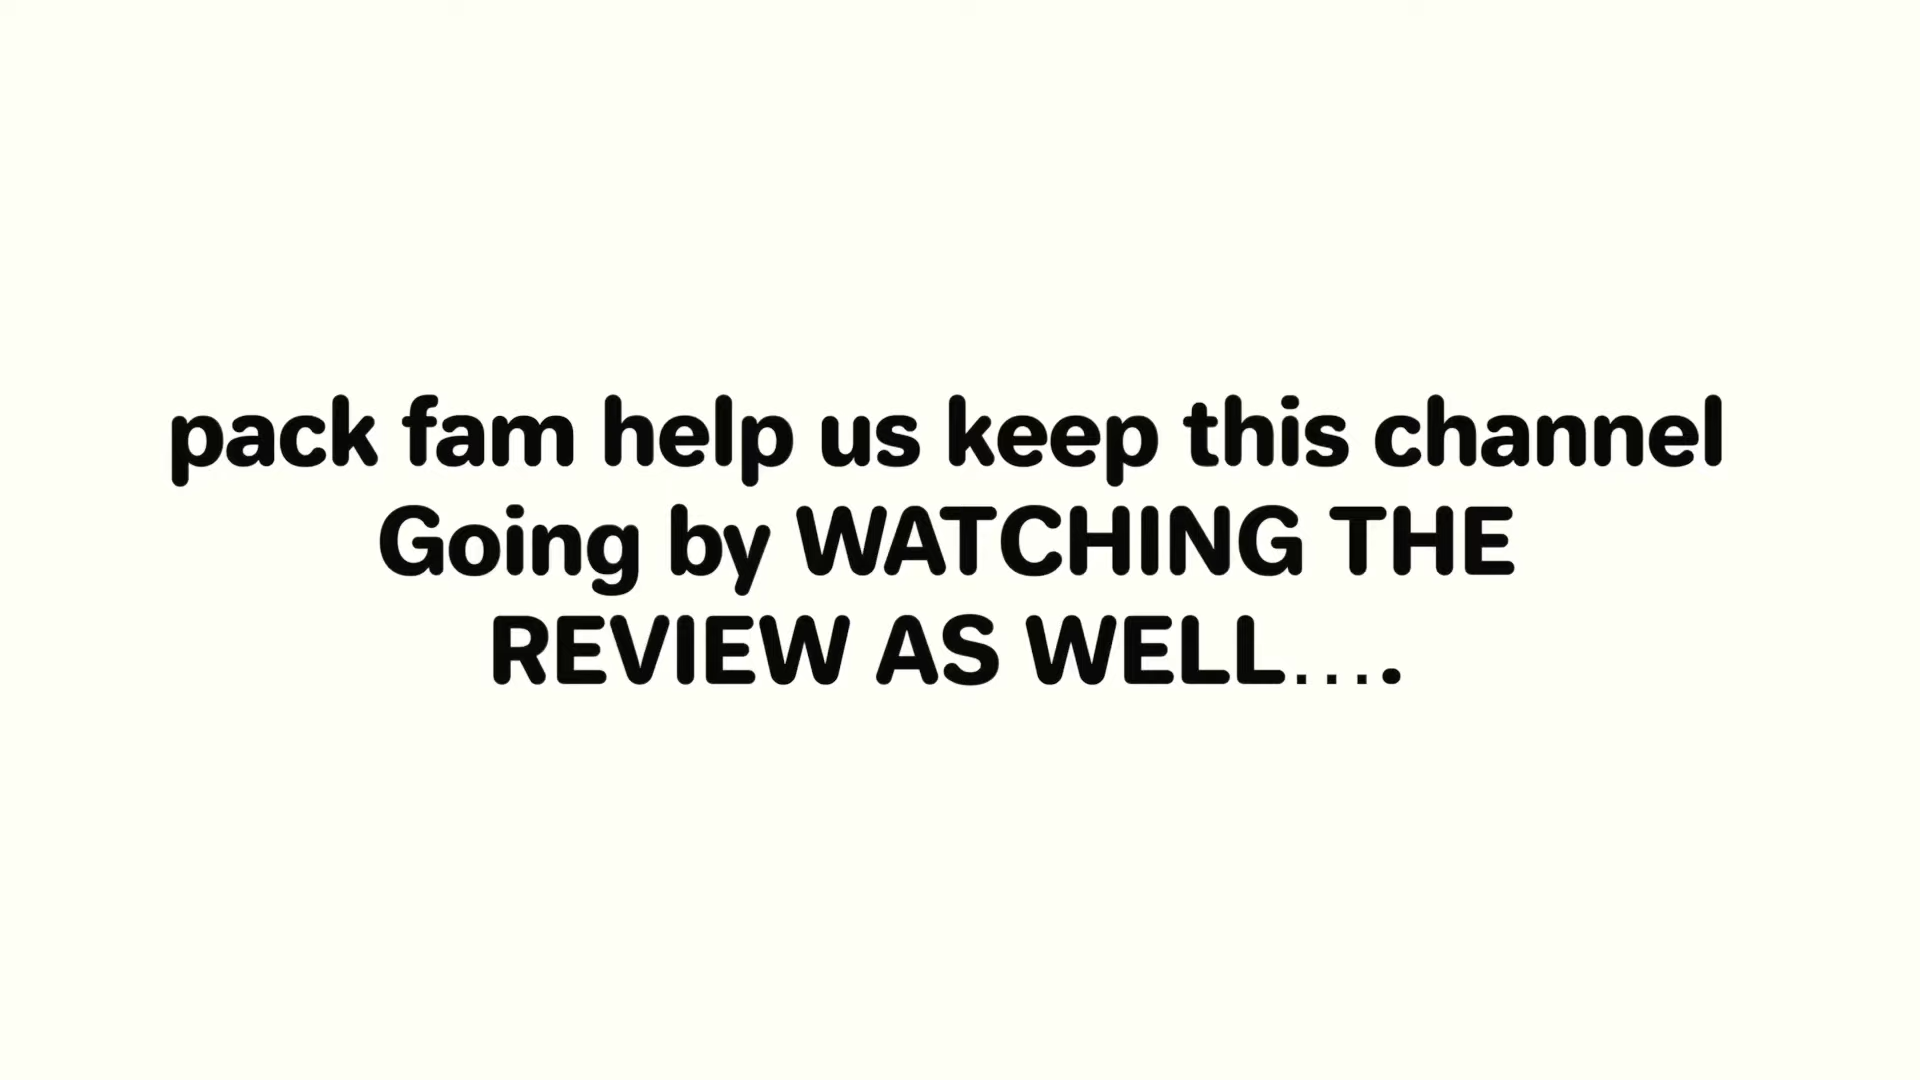 pack fam help us keep this channel
Going by WATCHING THE
REVIEW AS WELL….